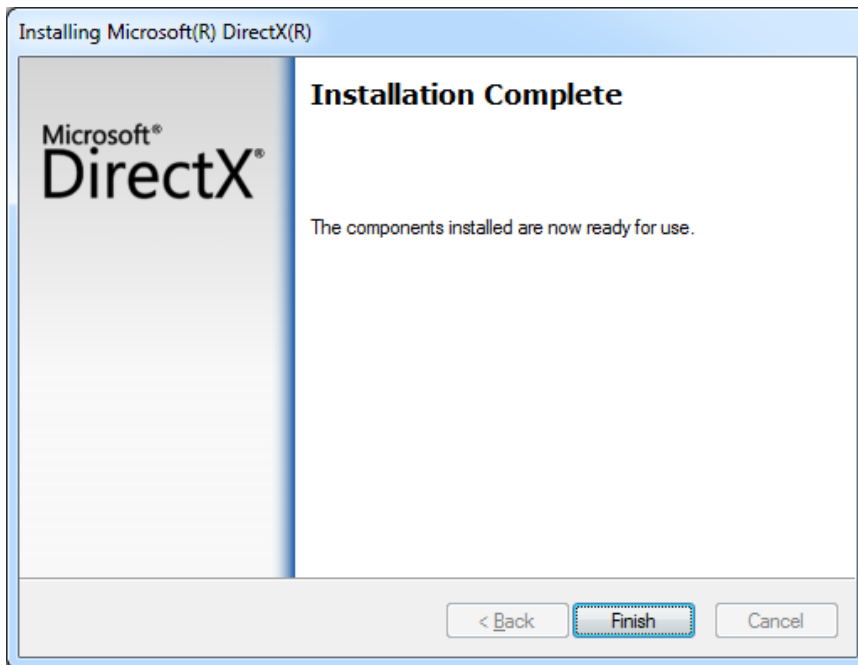 Installing Microsoft(R) DirectX(R)
Installation Complete
Microsoft®
DirectX®
The components installed are now ready for use.
< Back
Finish
Cancel